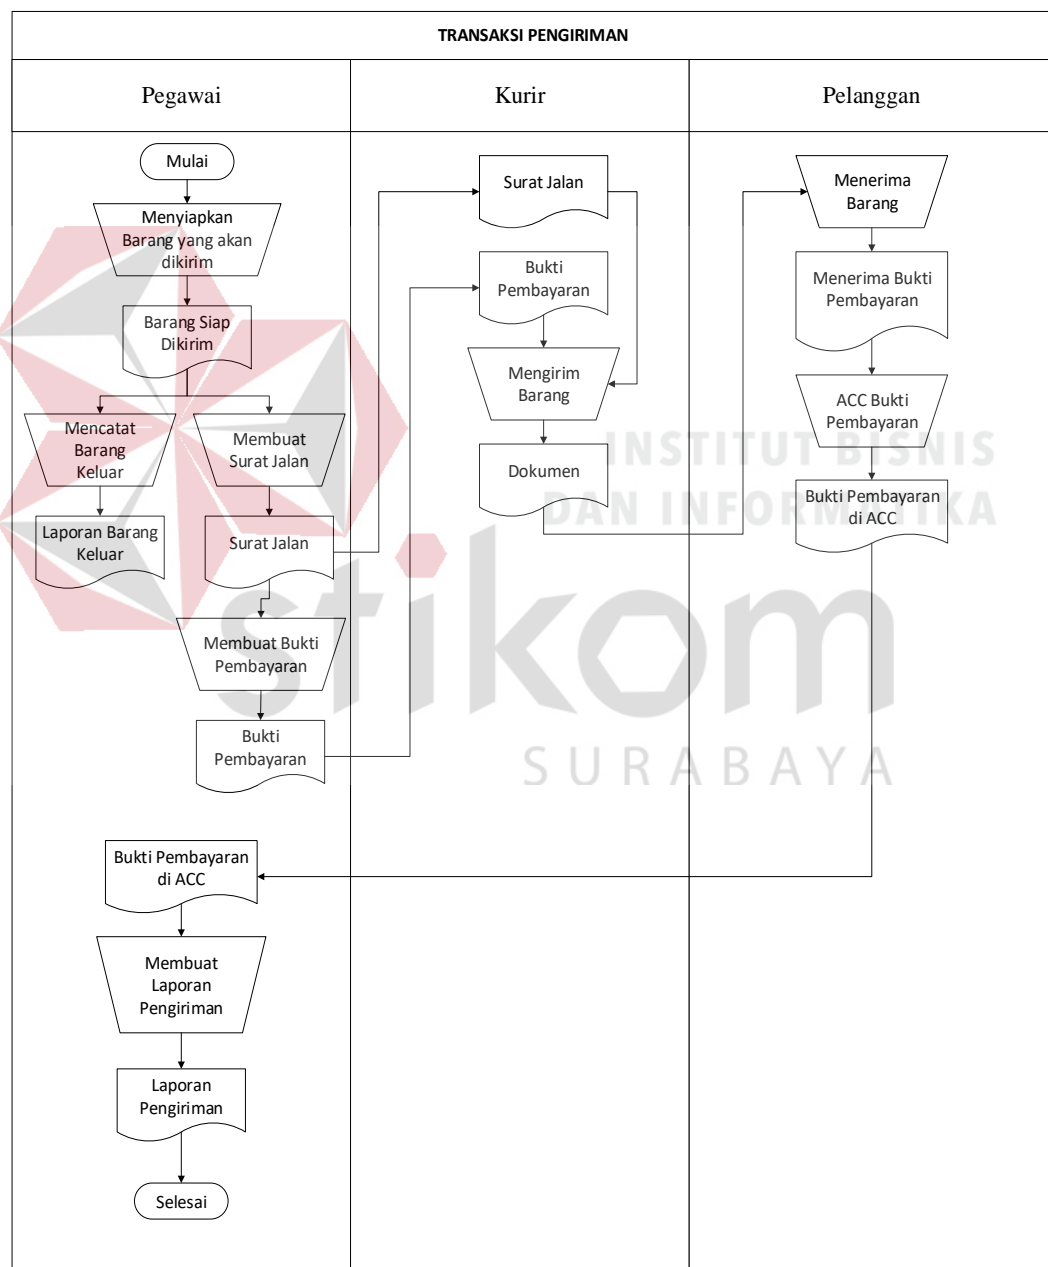 TRANSAKSI PENGIRIMAN
Pegawai
Kurir
Pelanggan
Mulai
Menyiapkan
Barang yang akan
dikirim
Barang Siap
Dikirim
Mencatat
Barang
Keluar
Membuat
Surat Jalan
Laporan Barang
Keluar
Surat Jalan
Membuat Bukti
Pembayaran
Bukti
Pembayaran
Bukti Pembayaran
di ACC
Membuat
Laporan
Pengiriman
Laporan
Pengiriman
Selesai
Surat Jalan
Bukti
Pembayaran
Mengirim
Barang
Dokumen
Menerima
Barang
Menerima Bukti
Pembayaran
ACC Bukti
Pembayaran
Bukti Pembayaran
di ACC
INSTITUT BISNIS
DAN INFORMATIKA
stikom
SURABAYA